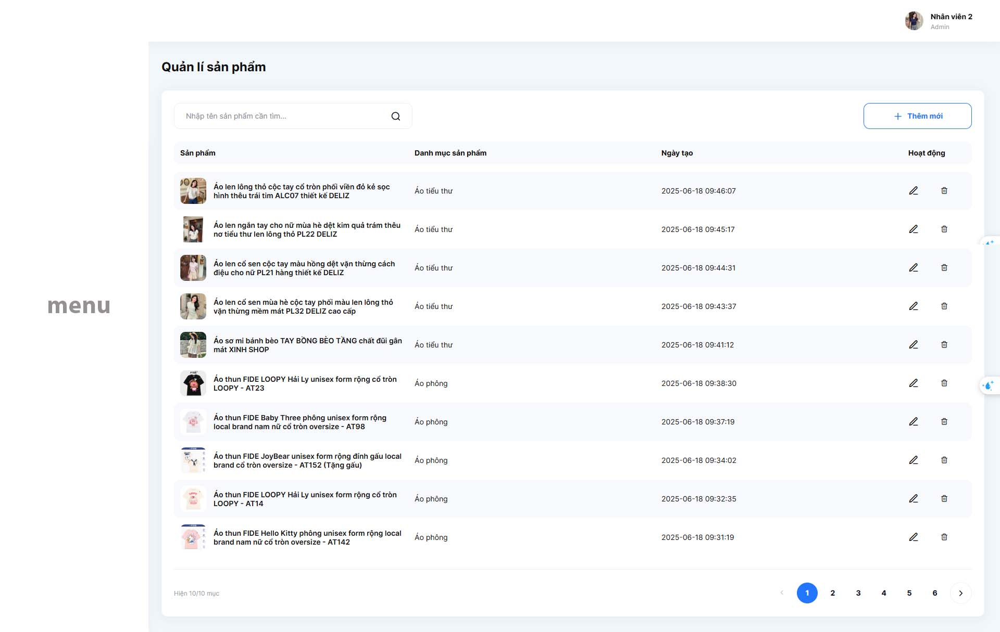 Nhân viên 2
Admin
Quản lí sản phẩm
Nhập tên sản phẩm cần tìm...
Thêm mới
Sản phẩm Danh mục sản phẩm Ngày tạo Hoạt động
Áo len lông thỏ cộc tay cổ tròn phối viền đỏ kẻ sọc
hình thêu trái tim ALC07 thiết kế DELIZ
Áo tiểu thư
2025-06-18 09:46:07
Áo len ngắn tay cho nữ mùa hè dệt kim quả trám thêu
nơ tiểu thư len lông thỏ PL22 DELIZ
Áo tiểu thư
2025-06-18 09:45:17
Áo len cổ sen cộc tay màu hồng dệt vặn thừng cách
điệu cho nữ PL21 hàng thiết kế DELIZ
Áo tiểu thư
2025-06-18 09:44:31
menu
Áo len cổ sen mùa hè cộc tay phối màu len lông thỏ
vặn thừng mềm mát PL32 DELIZ cao cấp
Áo tiểu thư
2025-06-18 09:43:37
Áo sơ mi bánh bèo TAY BỒNG BÈO TẦNG chất đũi gân
mát XINH SHOP
Áo tiểu thư
2025-06-18 09:41:12
Áo thun FIDE LOOPY Hải Ly unisex form rộng cổ tròn
LOOPY - AT23
Áo phông
2025-06-18 09:38:30
Áo thun FIDE Baby Three phông unisex form rộng
local brand nam nữ cổ tròn oversize - AT98
Áo phông
2025-06-18 09:37:19
Áo thun FIDE JoyBear unisex form rộng đính gấu local
brand cổ tròn oversize - AT152 (Tặng gấu)
Áo phông
2025-06-18 09:34:02
Áo thun FIDE LOOPY Hải Ly unisex form rộng cổ tròn
LOOPY - AT14
Áo phông
2025-06-18 09:32:35
Áo thun FIDE Hello Kitty phông unisex form rộng local
brand nam nữ cổ tròn oversize - AT142
Áo phông
2025-06-18 09:31:19
Hiện 10/10 mục
1 2 3 4 5 6